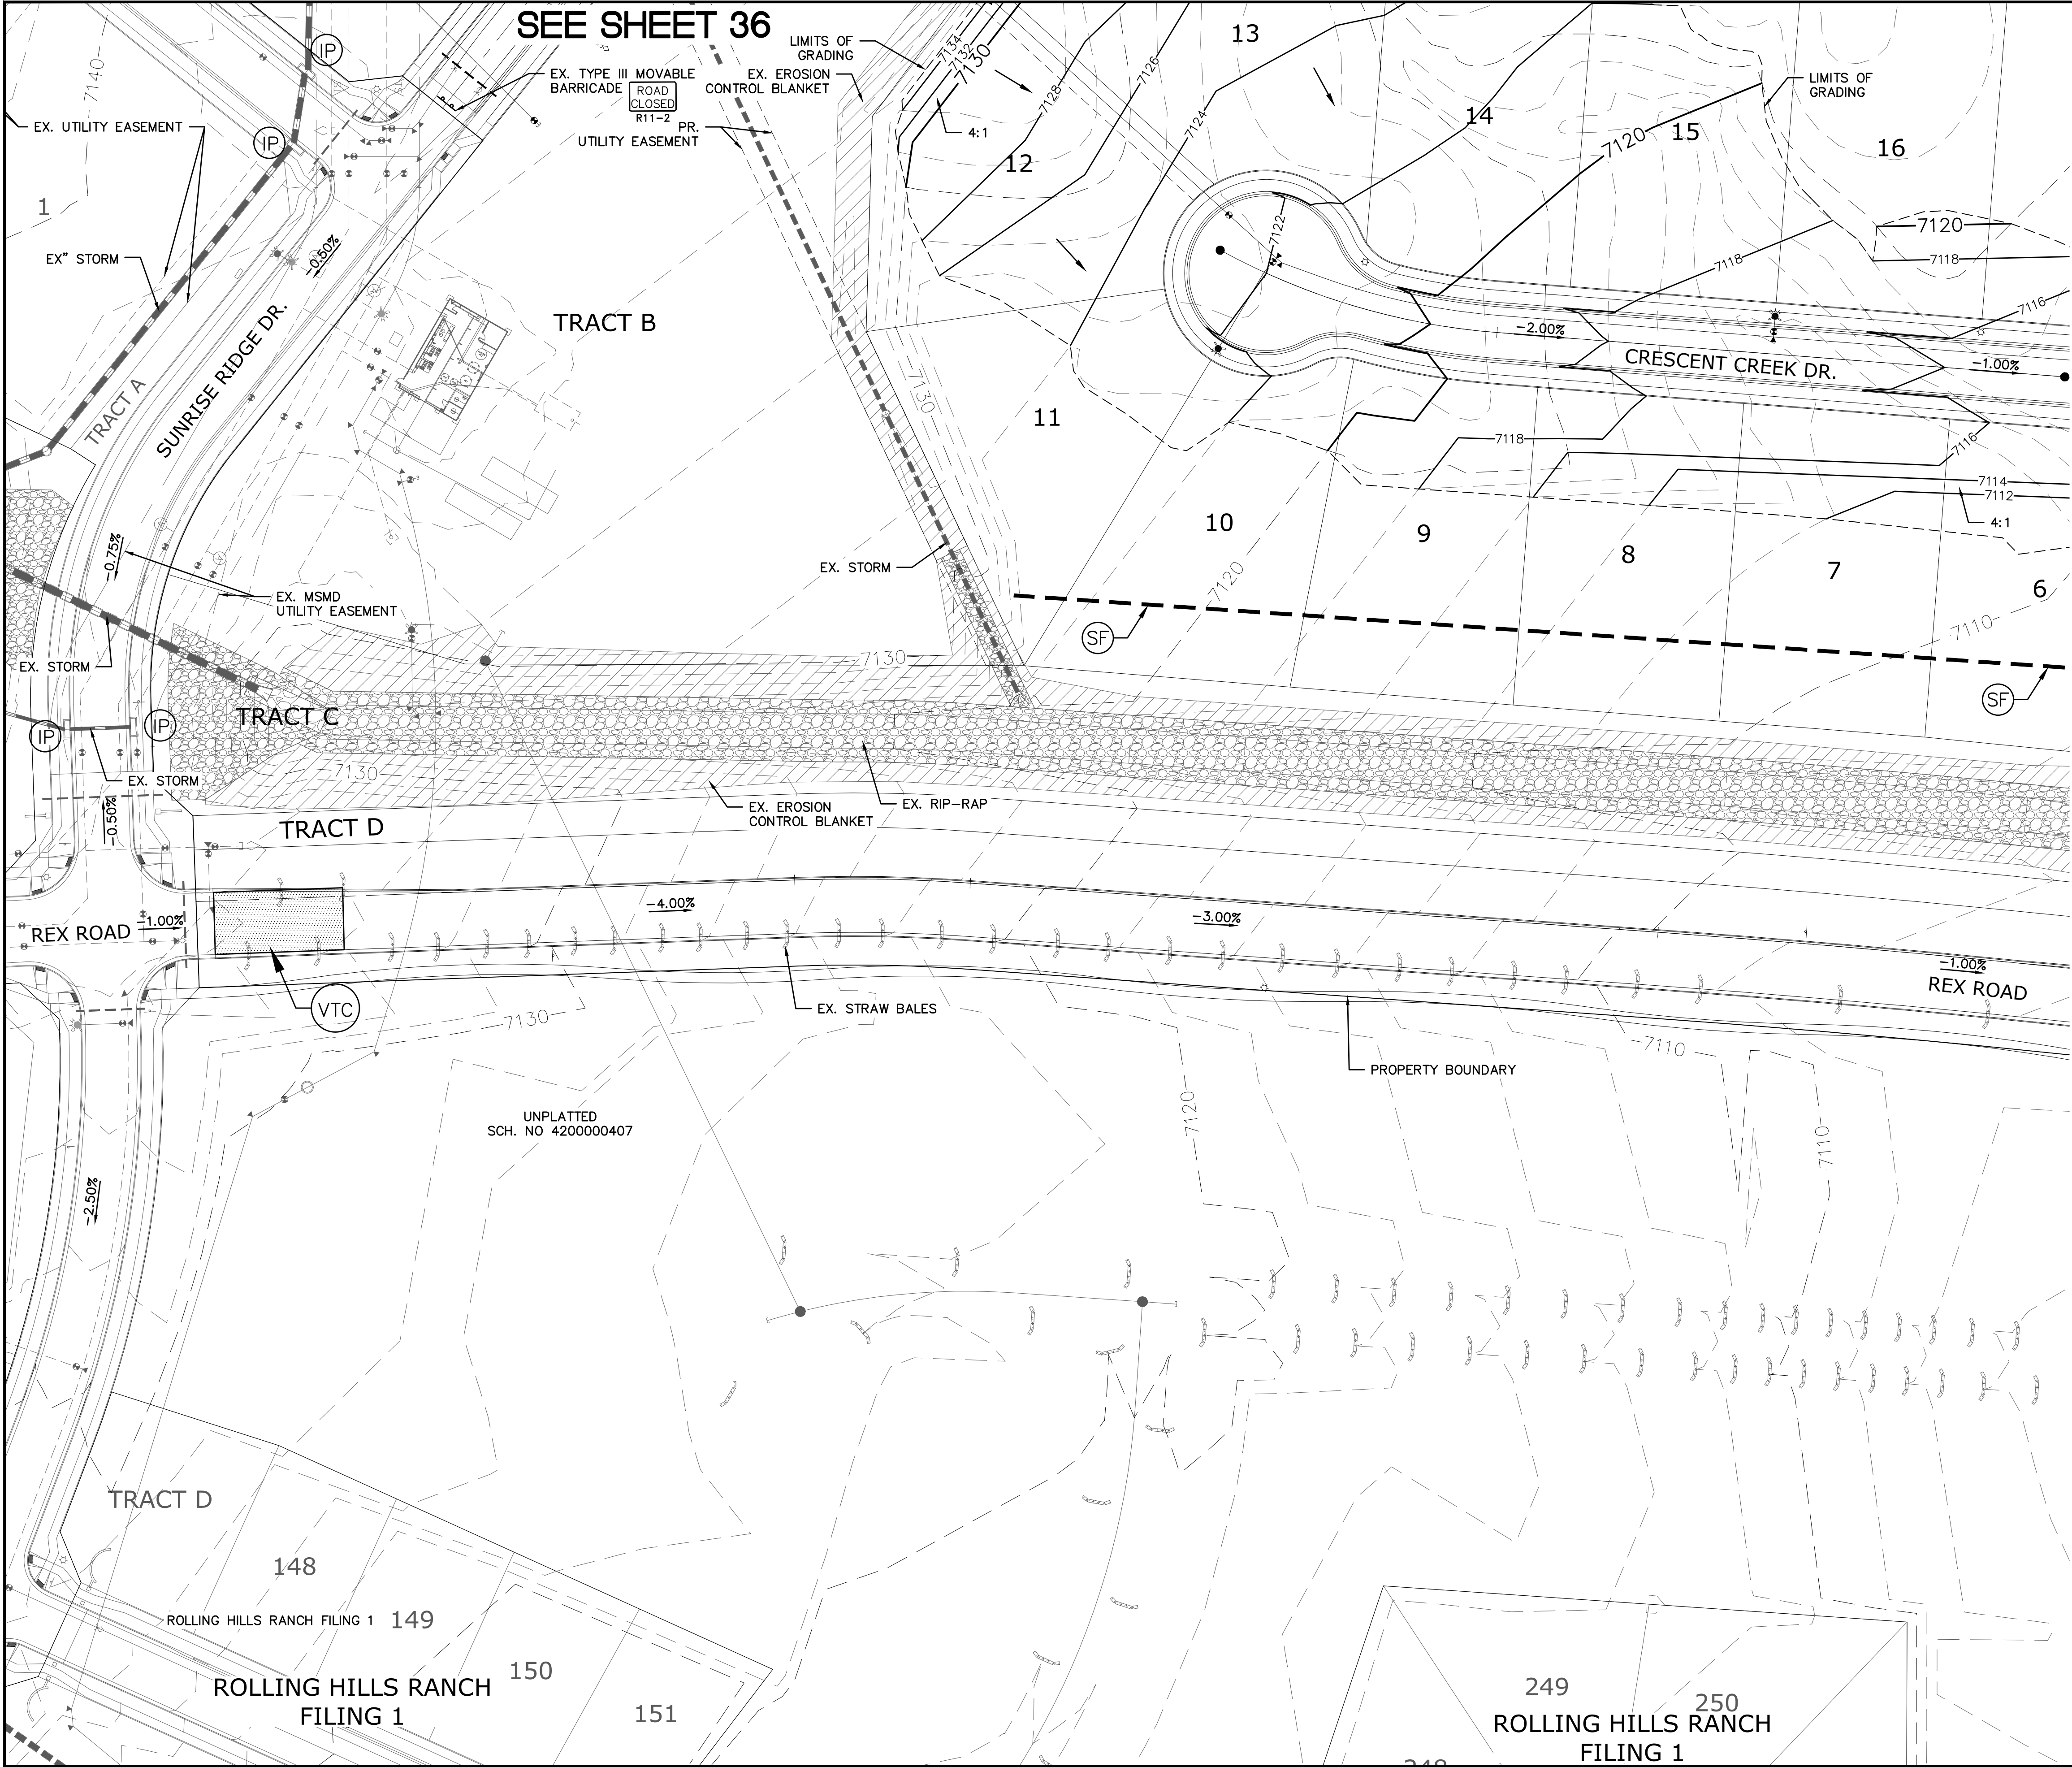 SEE SHEET 36
LIMITS OF
GRADING
EX. EROSION
CONTROL BLANKET
EX. TYPE III MOVABLE
BARRICADE
ROAD
CLOSED
R11-2
PR.
UTILITY EASEMENT
IP
7140
EX. UTILITY EASEMENT
IP
1
EX" STORM
-0.50%
SUNRISE RIDGE DR.
TRACT A
TRACT B
7134
7132
7130
4:1
7128
7126
7124
7122
13
12
14
7120
15
16
LIMITS OF
GRADING
7120
7118
7118
7116
-2.00%
CRESCENT CREEK DR.
-1.00%
7130
11
7118
7116
7114
7112
4:1
10
9
8
7
6
7120
7110
EX. STORM
-0.75%
EX. MSMD
UTILITY EASEMENT
SF
SF
EX. STORM
7130
TRACT C
IP
IP
EX. STORM
7130
-0.50%
EX. EROSION
CONTROL BLANKET
EX. RIP-RAP
TRACT D
-4.00%
-3.00%
REX ROAD
-1.00%
-1.00%
REX ROAD
VTC
7130
EX. STRAW BALES
PROPERTY BOUNDARY
7110
7120
7110
UNPLATTED
SCH. NO 4200000407
-2.50%
TRACT D
148
ROLLING HILLS RANCH FILING 1
149
150
151
ROLLING HILLS RANCH
FILING 1
249
250
ROLLING HILLS RANCH
FILING 1